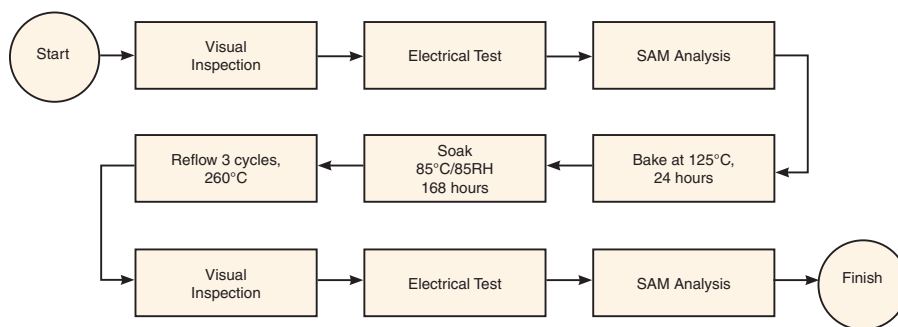 Start
Visual
Inspection
Electrical Test
SAM Analysis
Bake at 125°C,
24 hours
Soak
85°C/85RH
168 hours
Reflow 3 cycles,
260°C
Visual
Inspection
Electrical Test
SAM Analysis
Finish